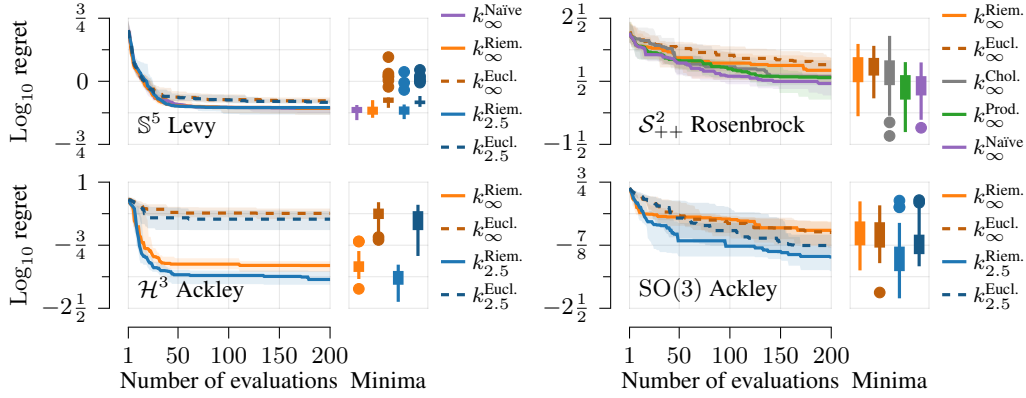 Log₁₀ regret
3/4
0
−3/4
𝕊⁵ Levy
k∞^Naïve
k∞^Riem.
k∞^Eucl.
k2.5^Riem.
k2.5^Eucl.
2 1/2
1/2
−1 1/2
𝒮²₊₊ Rosenbrock
k∞^Riem.
k∞^Eucl.
k∞^Chol.
k∞^Prod.
k∞^Naïve
Log₁₀ regret
1
−3/4
−2 1/2
ℋ³ Ackley
1 50 100 150 200
Number of evaluations
Minima
k∞^Riem.
k∞^Eucl.
k2.5^Riem.
k2.5^Eucl.
3/4
−7/8
−2 1/2
SO(3) Ackley
1 50 100 150 200
Number of evaluations
Minima
k∞^Riem.
k∞^Eucl.
k2.5^Riem.
k2.5^Eucl.